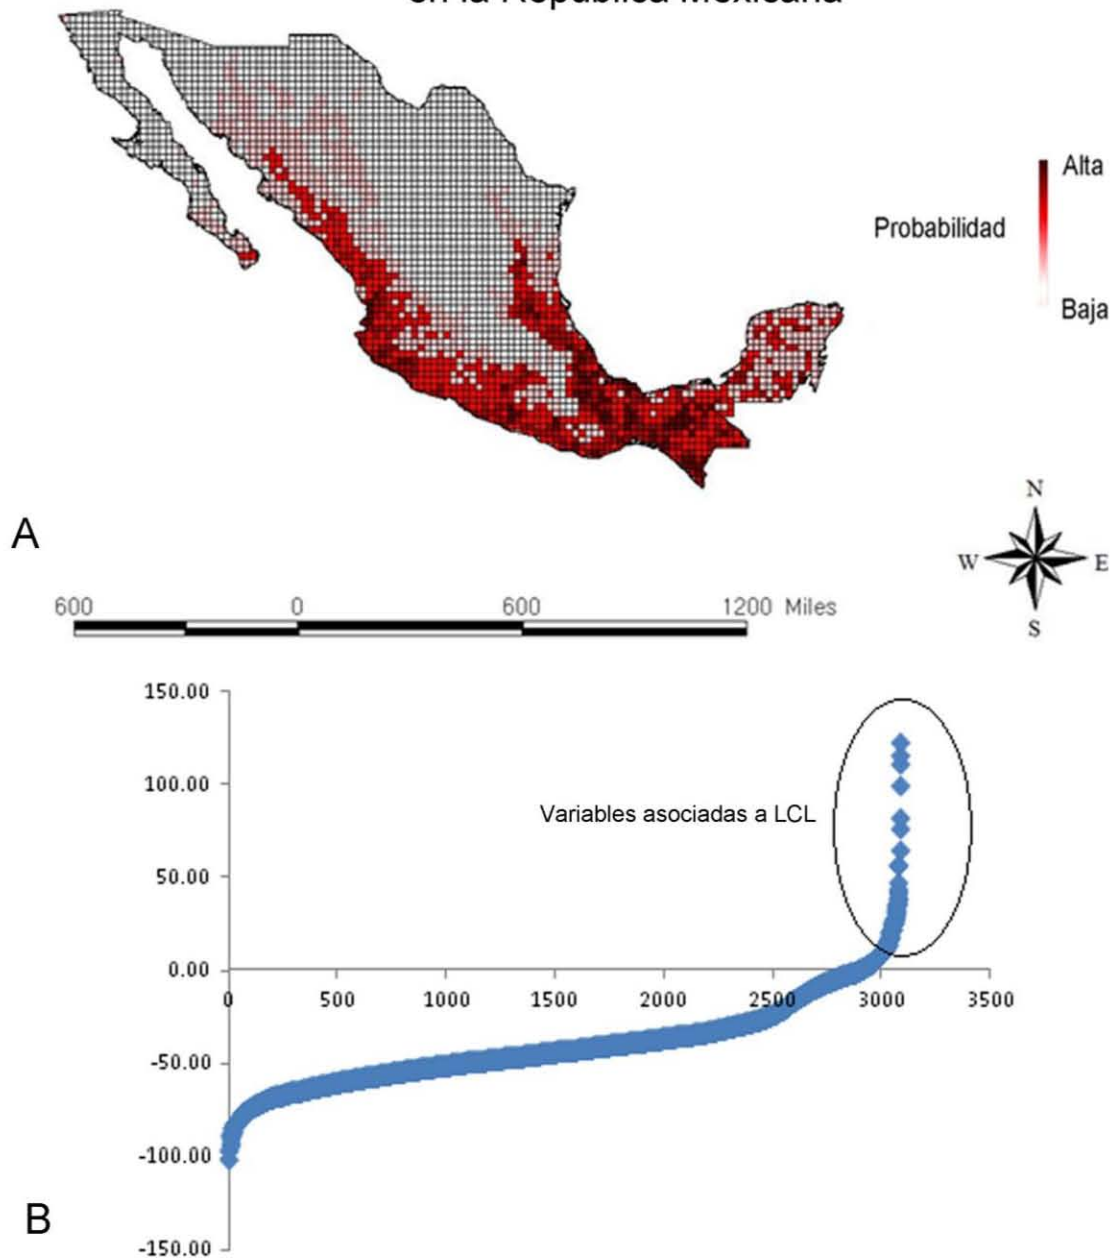 en la República Mexicana
Alta
Probabilidad
Baja
N
W E
S
A
600 0 600 1200 Miles
150.00
100.00
Variables asociadas a LCL
50.00
0.00
0 500 1000 1500 2000 2500 3000 3500
-50.00
-100.00
B
-150.00